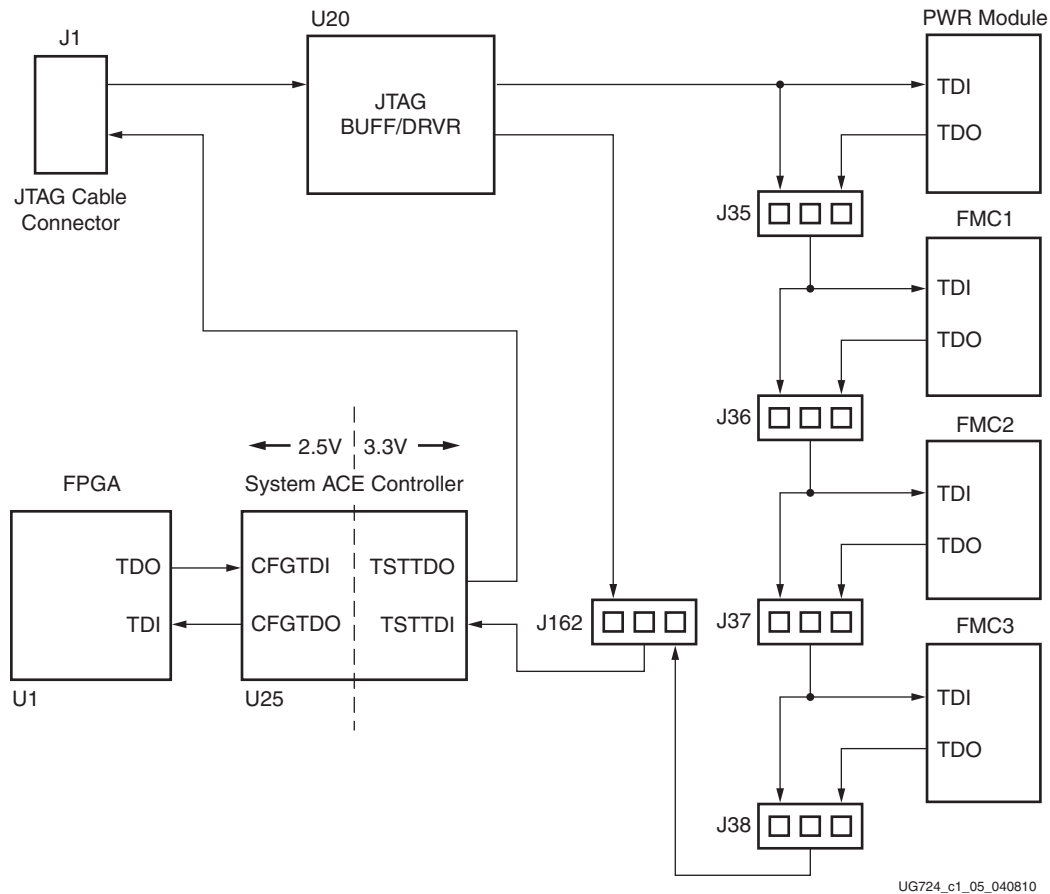 U20
PWR Module
J1
JTAG
BUFF/DRVR
TDI
TDO
JTAG Cable
Connector
J35
FMC1
TDI
TDO
J36
2.5V
3.3V
FMC2
FPGA
System ACE Controller
TDI
TDO
TDO
CFGTDI
TSTTDO
TDI
CFGTDO
TSTTDI
J162
J37
FMC3
U1
U25
TDI
TDO
J38
UG724_c1_05_040810